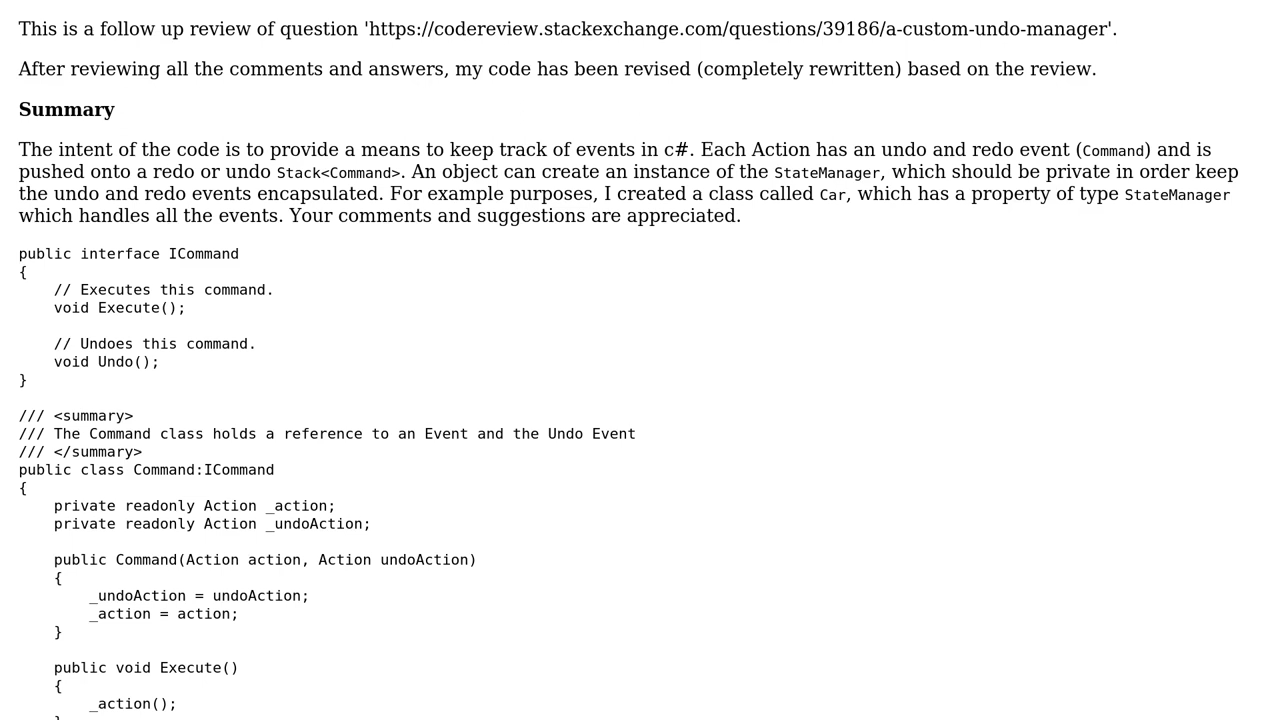 This is a follow up review of question 'https://codereview.stackexchange.com/questions/39186/a-custom-undo-manager'.
After reviewing all the comments and answers, my code has been revised (completely rewritten) based on the review.
Summary
The intent of the code is to provide a means to keep track of events in c#. Each Action has an undo and redo event (Command) and is
pushed onto a redo or undo Stack<Command>. An object can create an instance of the StateManager, which should be private in order keep
the undo and redo events encapsulated. For example purposes, I created a class called Car, which has a property of type StateManager
which handles all the events. Your comments and suggestions are appreciated.
public interface ICommand
{
    // Executes this command.
    void Execute();

    // Undoes this command.
    void Undo();
}

/// <summary>
/// The Command class holds a reference to an Event and the Undo Event
/// </summary>
public class Command:ICommand
{
    private readonly Action _action;
    private readonly Action _undoAction;

    public Command(Action action, Action undoAction)
    {
        _undoAction = undoAction;
        _action = action;
    }

    public void Execute()
    {
        _action();
    }